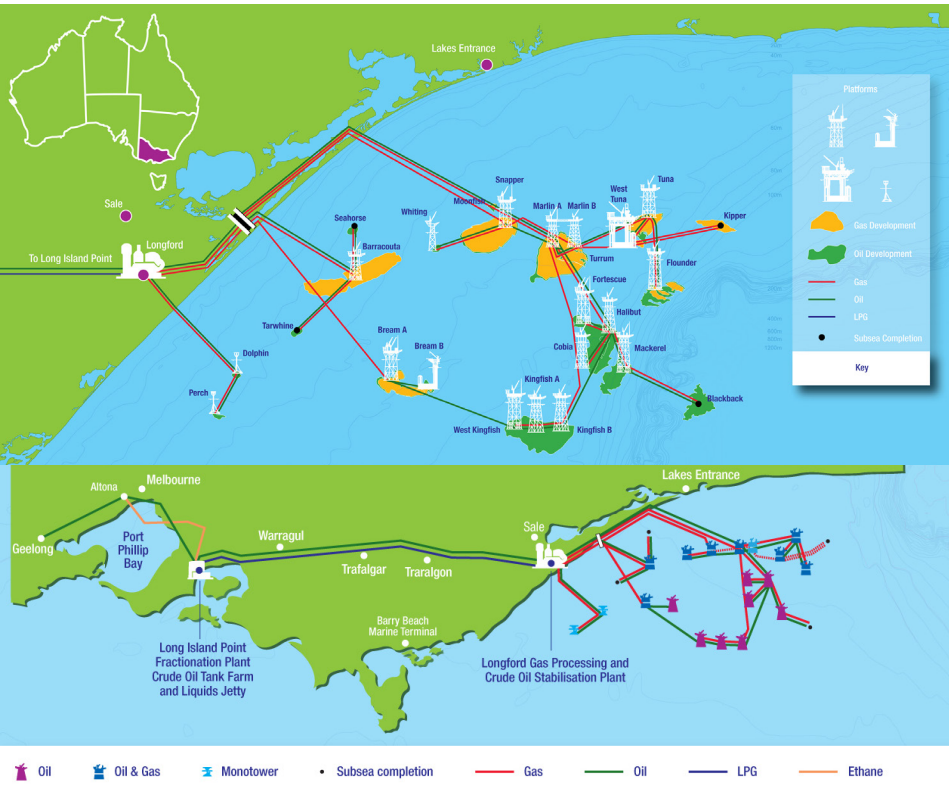 Lakes Entrance
Platforms
Gas Development
Oil Development
Gas
Oil
LPG
Subsea Completion
Key
Sale
Longford
To Long Island Point
Seahorse
Barracouta
Whiting
Moonfish
Snapper
Marlin A
Marlin B
West
Tuna
Tuna
Kipper
Turrum
Flounder
Fortescue
Halibut
Tarwhine
Dolphin
Perch
Bream A
Bream B
Cobia
Mackerel
Kingfish A
Blackback
West Kingfish
Kingfish B
Lakes Entrance
Altona
Melbourne
Geelong
Port
Phillip
Bay
Warragul
Trafalgar
Traralgon
Sale
Barry Beach
Marine Terminal
Long Island Point
Fractionation Plant
Crude Oil Tank Farm
and Liquids Jetty
Longford Gas Processing and
Crude Oil Stabilisation Plant
Oil
Oil & Gas
Monotower
Subsea completion
Gas
Oil
LPG
Ethane